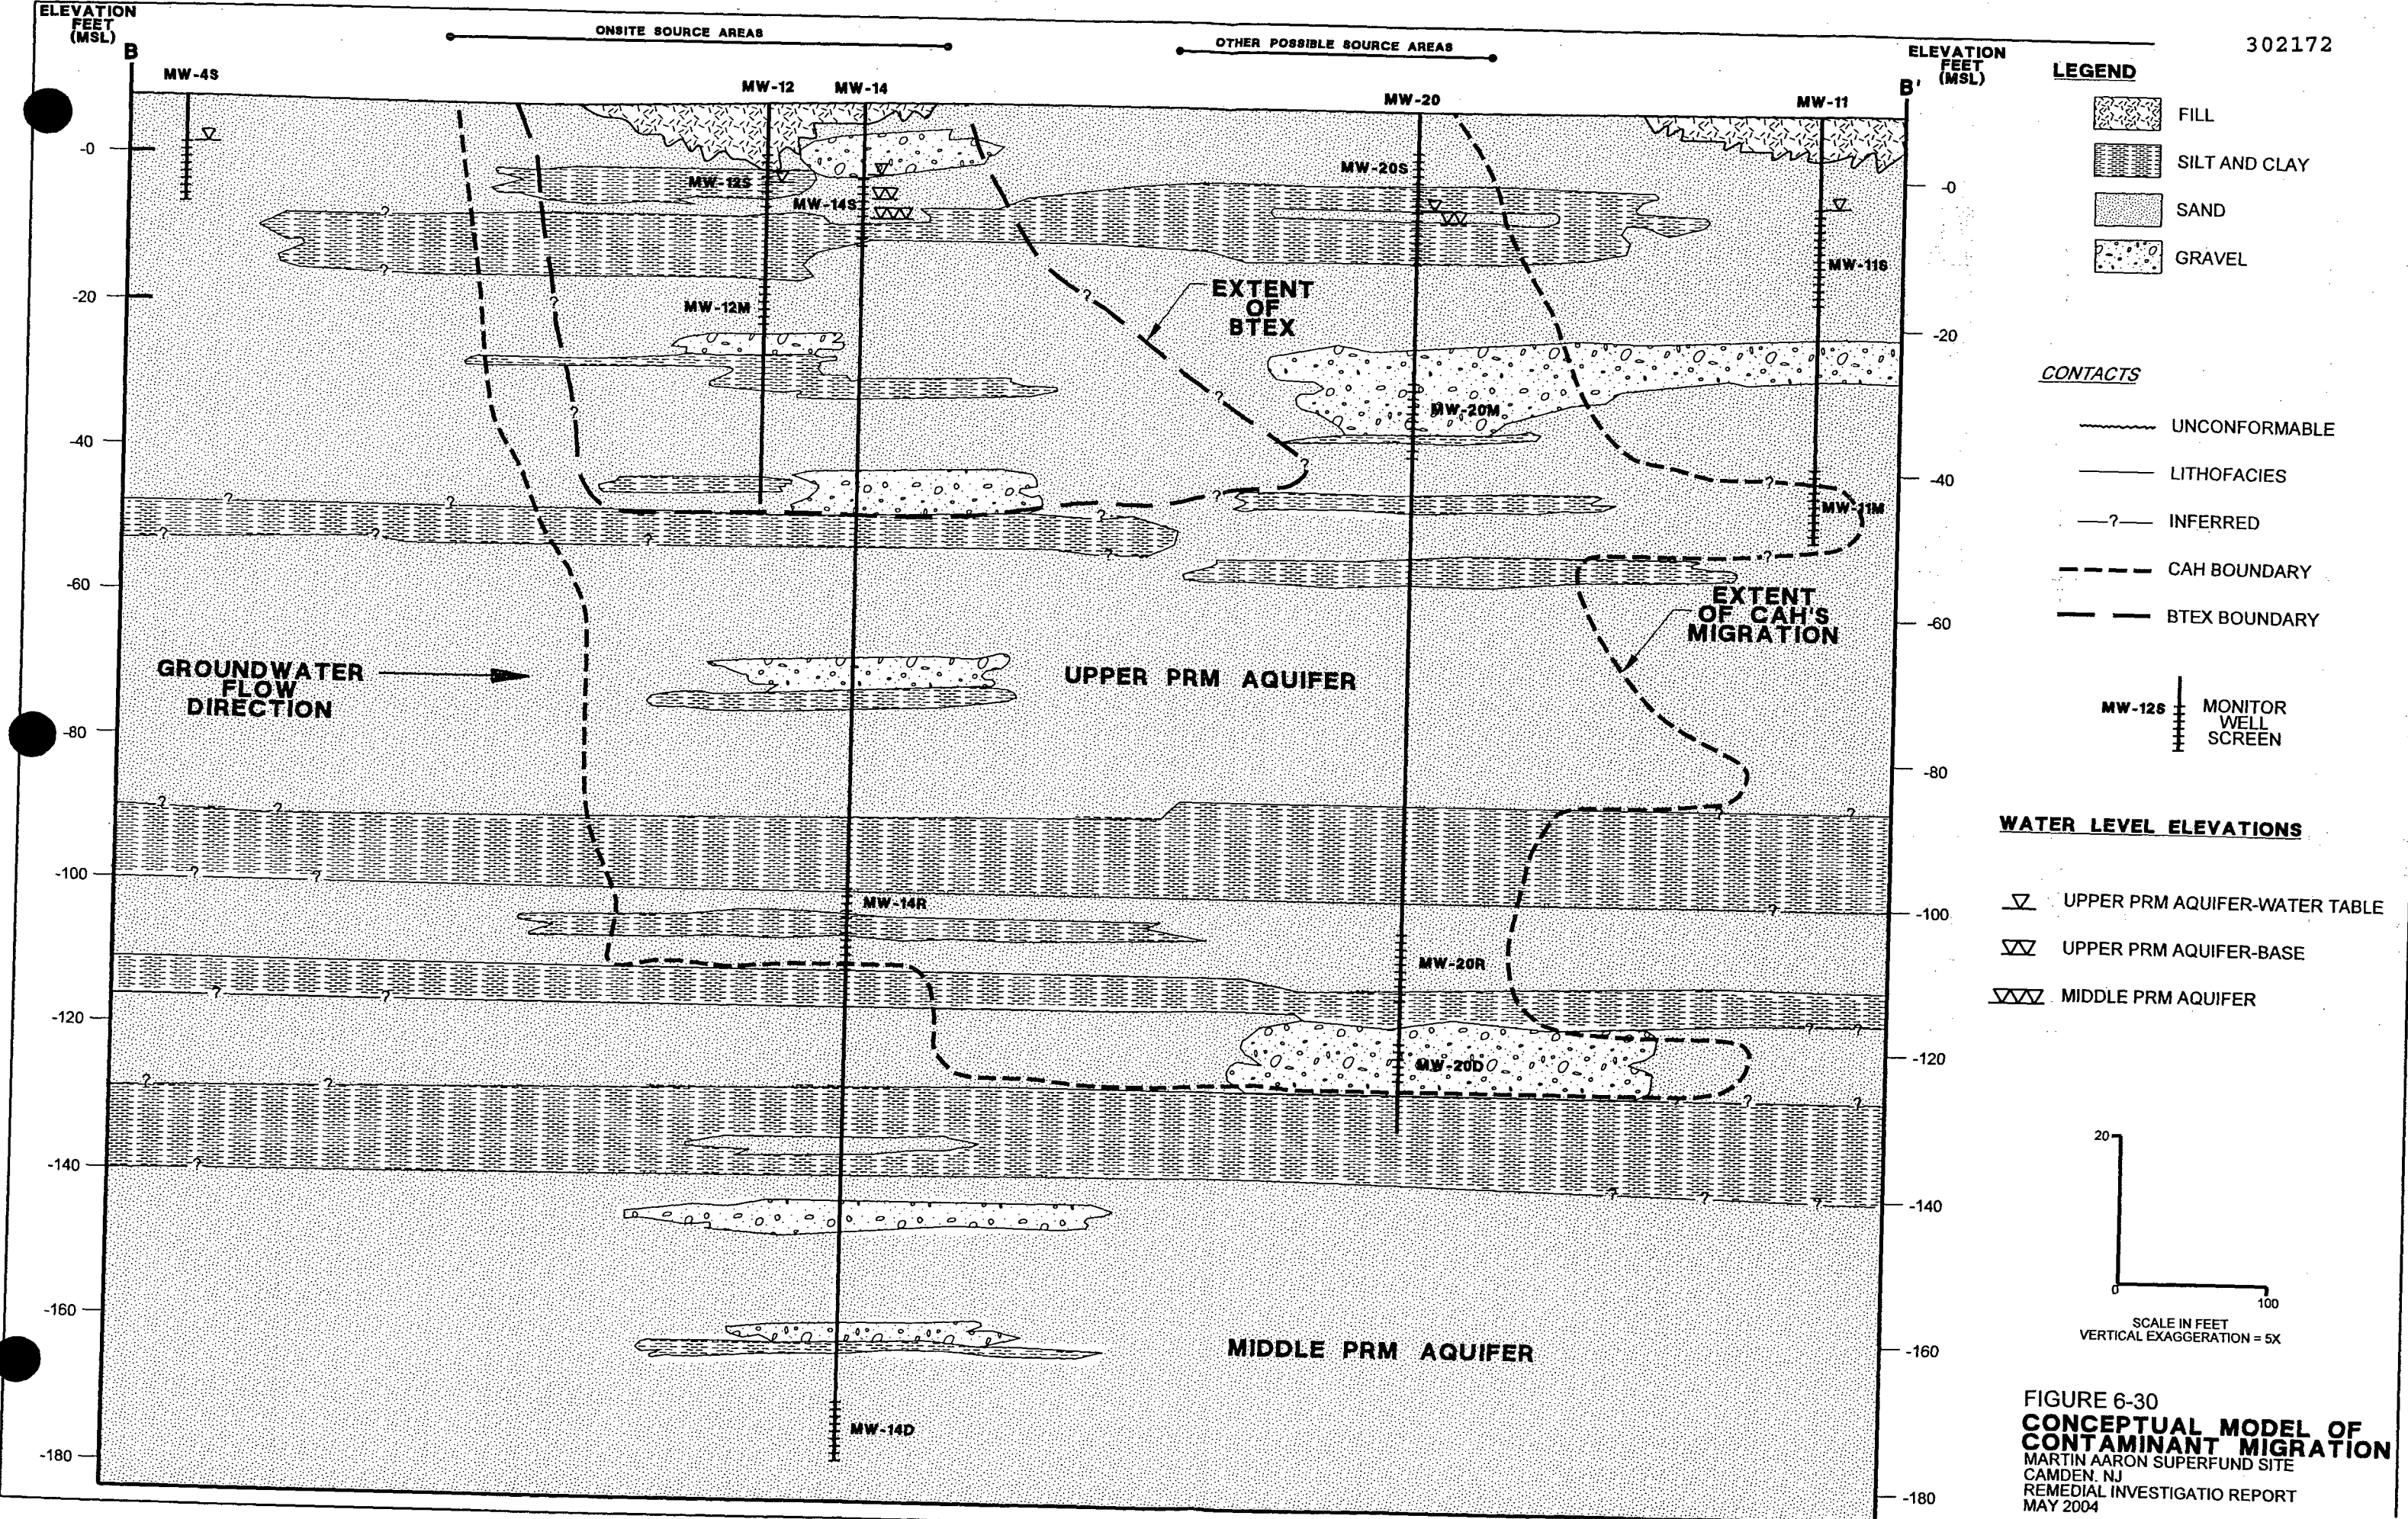 302172
ELEVATION
FEET
(MSL)
B
ONSITE SOURCE AREAS
OTHER POSSIBLE SOURCE AREAS
ELEVATION
FEET
(MSL)
B'
MW-4S
MW-12
MW-14
MW-20
MW-11
-0
-20
-40
-60
-80
-100
-120
-140
-160
-180
-0
-20
-40
-60
-80
-100
-120
-140
-160
-180
MW-12S
MW-14S
MW-20S
MW-11S
MW-12M
MW-20M
MW-11M
EXTENT
OF
BTEX
EXTENT
OF CAH'S
MIGRATION
GROUNDWATER
FLOW
DIRECTION
UPPER PRM AQUIFER
MW-14R
MW-20R
MW-20D
MIDDLE PRM AQUIFER
MW-14D
LEGEND
FILL
SILT AND CLAY
SAND
GRAVEL
CONTACTS
UNCONFORMABLE
LITHOFACIES
? INFERRED
CAH BOUNDARY
BTEX BOUNDARY
MW-12S
MONITOR
WELL
SCREEN
WATER LEVEL ELEVATIONS
UPPER PRM AQUIFER-WATER TABLE
UPPER PRM AQUIFER-BASE
MIDDLE PRM AQUIFER
20
0
100
SCALE IN FEET
VERTICAL EXAGGERATION = 5X
FIGURE 6-30
CONCEPTUAL MODEL OF
CONTAMINANT MIGRATION
MARTIN AARON SUPERFUND SITE
CAMDEN, NJ
REMEDIAL INVESTIGATIO REPORT
MAY 2004